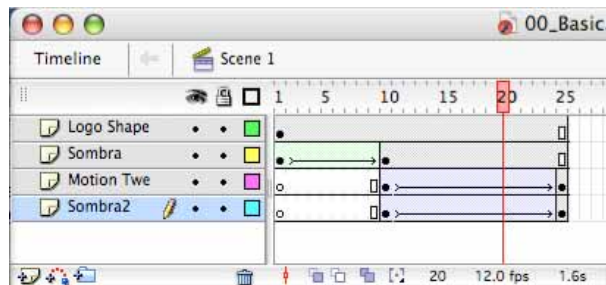 00_Basic
Timeline Scene 1
1 5 10 15 20 25
Logo Shape
Sombra
Motion Twe
Sombra2
20 12.0 fps 1.6s